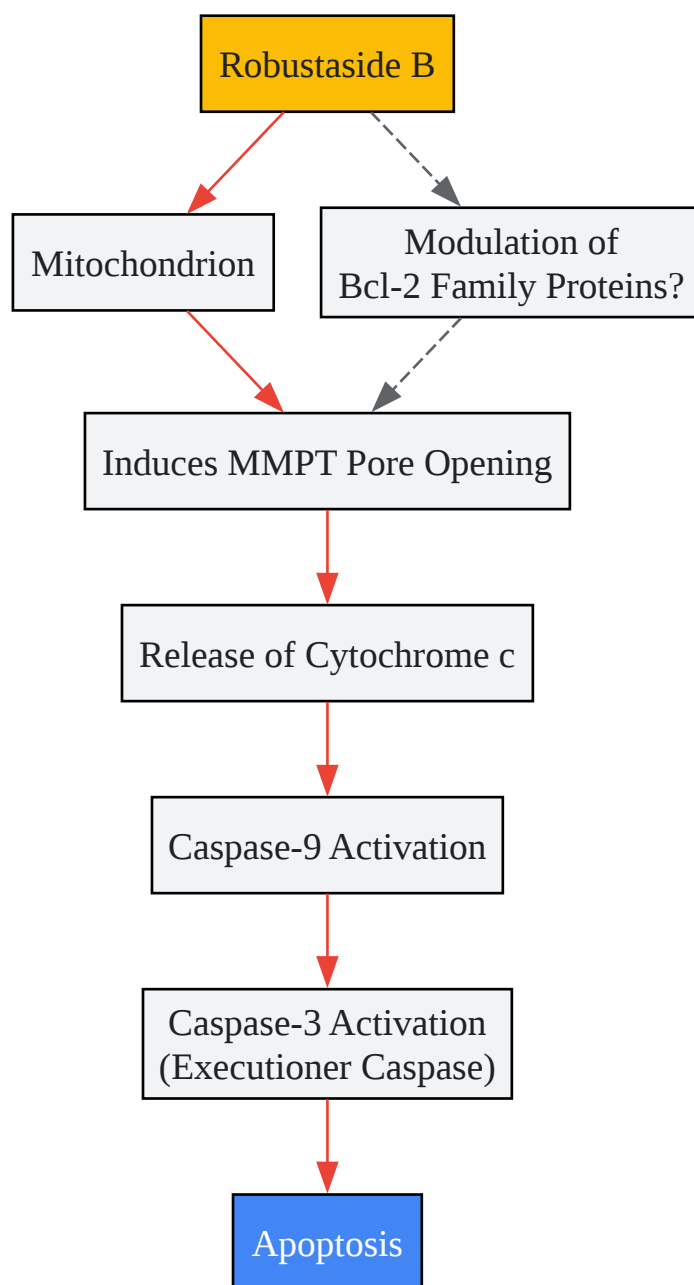 Robustaside B
Mitochondrion
Modulation of
Bcl-2 Family Proteins?
Induces MMPT Pore Opening
Release of Cytochrome c
Caspase-9 Activation
Caspase-3 Activation
(Executioner Caspase)
Apoptosis